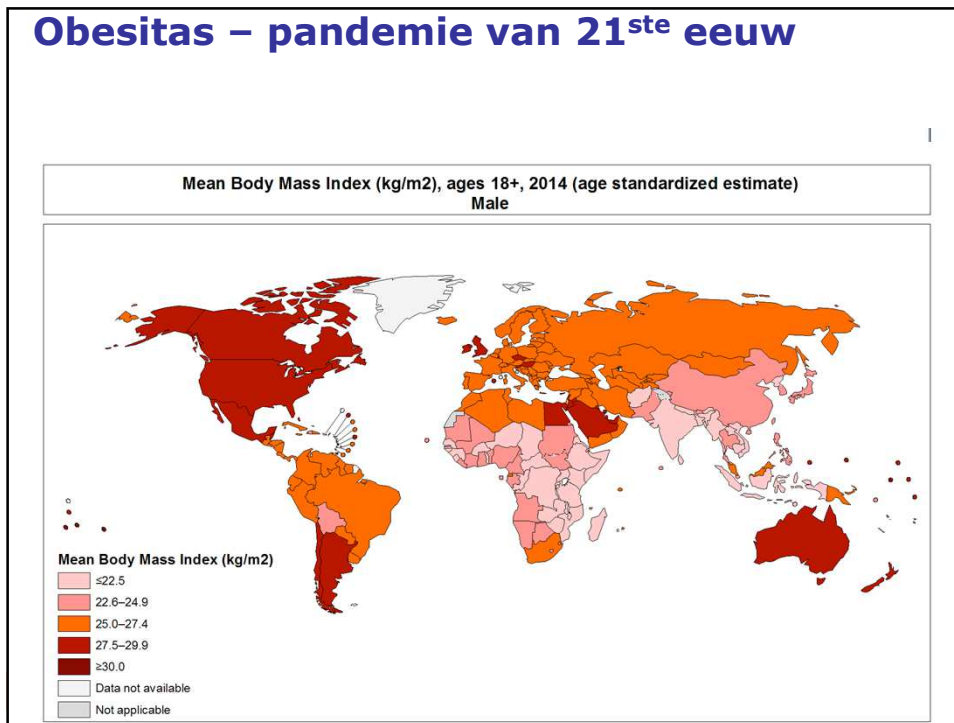 Obesitas – pandemie van 21ste eeuw
Mean Body Mass Index (kg/m2), ages 18+, 2014 (age standardized estimate)
Male
Mean Body Mass Index (kg/m2)
≤22.5
22.6–24.9
25.0–27.4
27.5–29.9
≥30.0
Data not available
Not applicable